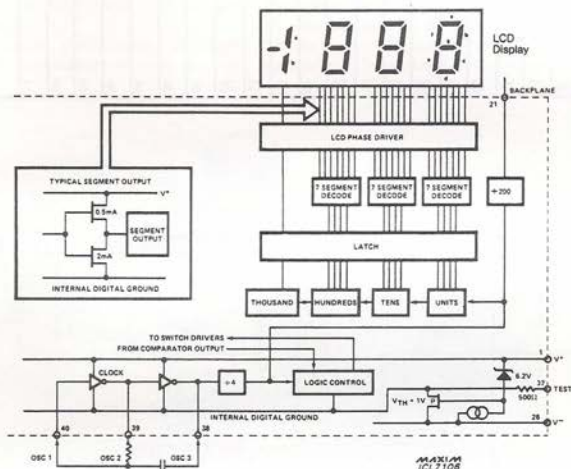 LCD
Display
21
BACKPLANE
LCD PHASE DRIVER
TYPICAL SEGMENT OUTPUT
V+
0.5mA
SEGMENT
OUTPUT
2mA
INTERNAL DIGITAL GROUND
7 SEGMENT
DECODE
7 SEGMENT
DECODE
7 SEGMENT
DECODE
÷200
LATCH
THOUSAND
HUNDREDS
TENS
UNITS
TO SWITCH DRIVERS
FROM COMPARATOR OUTPUT
1
V+
CLOCK
÷4
LOGIC CONTROL
6.2V
500Ω
37
TEST
VTH = 1V
INTERNAL DIGITAL GROUND
26
V−
40
39
38
OSC 1
OSC 2
OSC 3
MAXIM
ICL7106